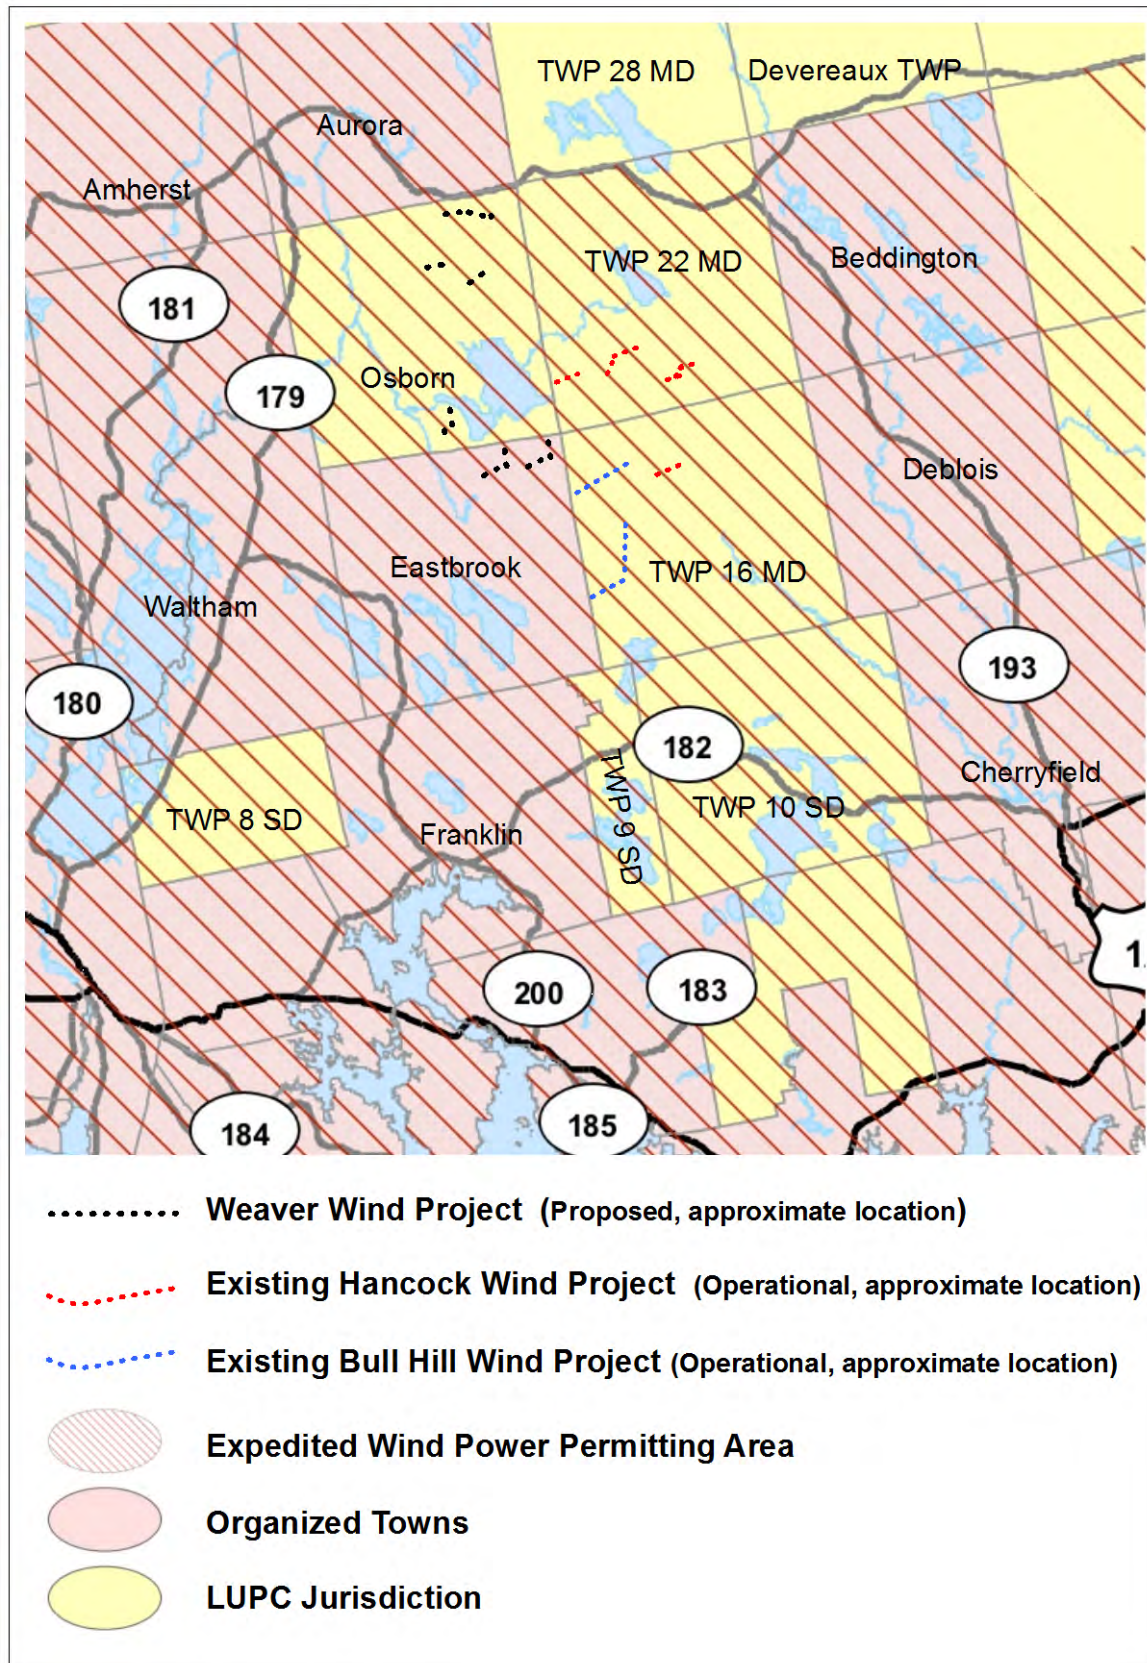 TWP 28 MD
Devereaux TWP
Aurora
Amherst
TWP 22 MD
Beddington
181
179
Osborn
Deblois
Eastbrook
TWP 16 MD
Waltham
193
180
182
Cherryfield
TWP 8 SD
Franklin
TWP 9 SD
TWP 10 SD
200
183
1
184
185
Weaver Wind Project (Proposed, approximate location)
Existing Hancock Wind Project (Operational, approximate location)
Existing Bull Hill Wind Project (Operational, approximate location)
Expedited Wind Power Permitting Area
Organized Towns
LUPC Jurisdiction